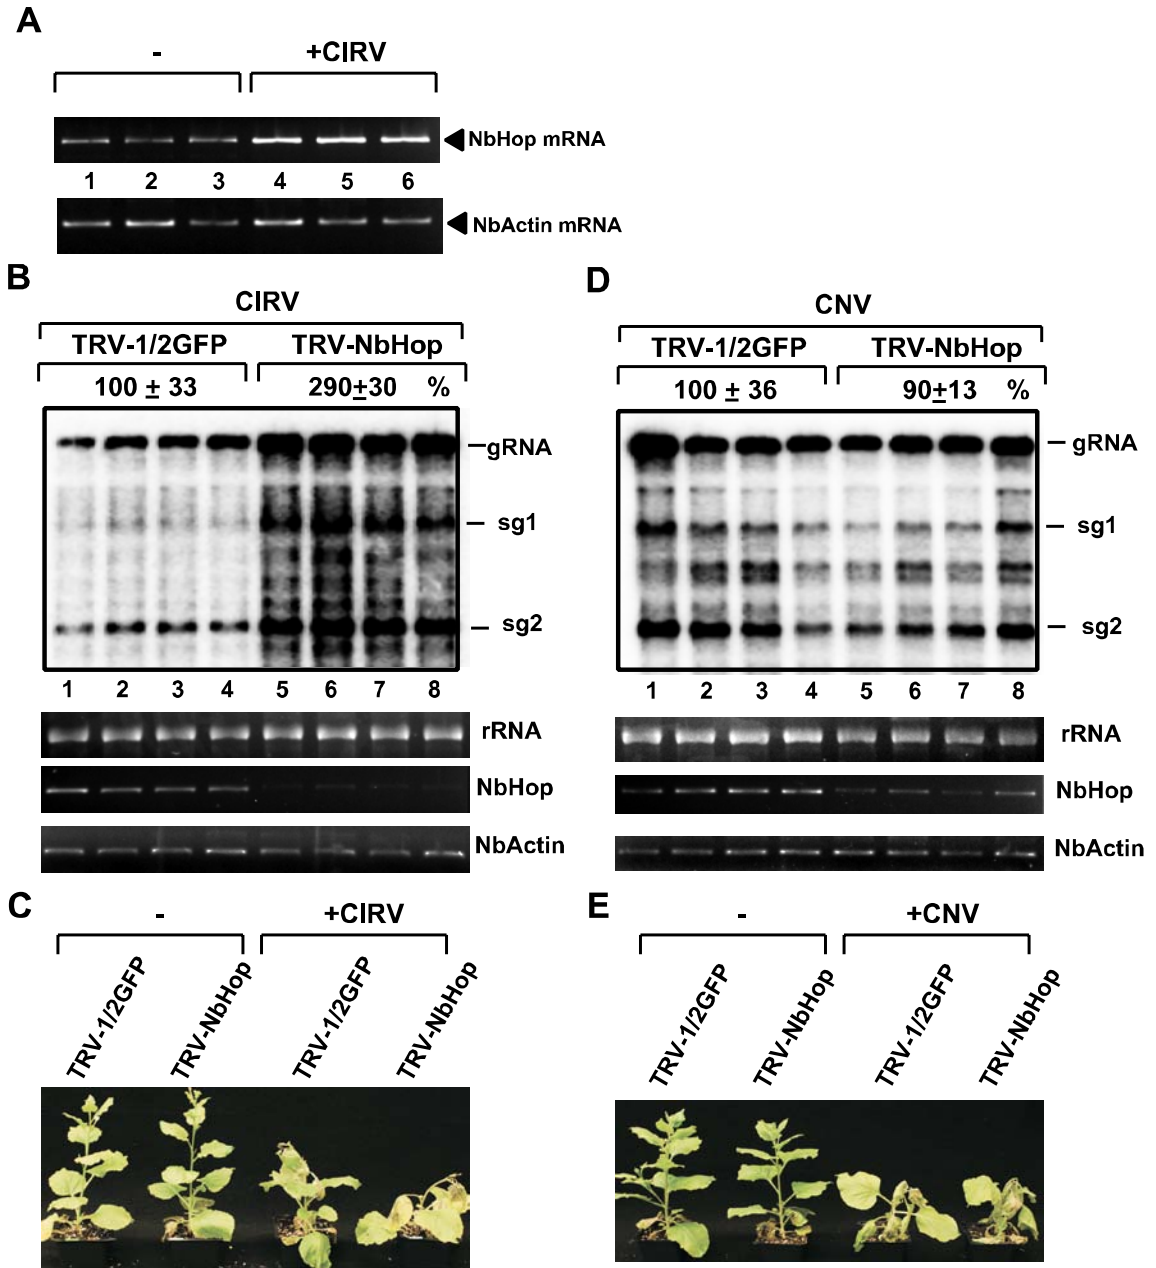 A
-
+CIRV
NbHop mRNA
1 2 3 4 5 6
NbActin mRNA
B
CIRV
TRV-1/2GFP TRV-NbHop
100 ± 33 290±30 %
gRNA
sg1
sg2
1 2 3 4 5 6 7 8
rRNA
NbHop
NbActin
C
-
+CIRV
TRV-1/2GFP
TRV-NbHop
TRV-1/2GFP
TRV-NbHop
D
CNV
TRV-1/2GFP TRV-NbHop
100 ± 36 90±13 %
gRNA
sg1
sg2
1 2 3 4 5 6 7 8
rRNA
NbHop
NbActin
E
-
+CNV
TRV-1/2GFP
TRV-NbHop
TRV-1/2GFP
TRV-NbHop